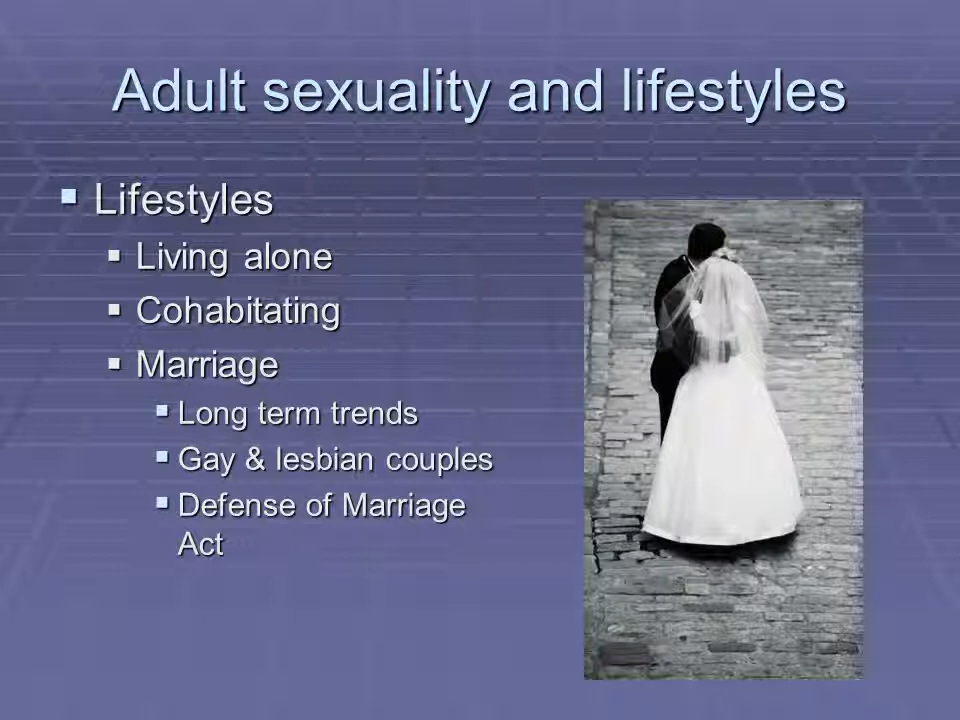 Adult sexuality and lifestyles
Lifestyles
Living alone
Cohabitating
Marriage
Long term trends
Gay & lesbian couples
Defense of Marriage
Act